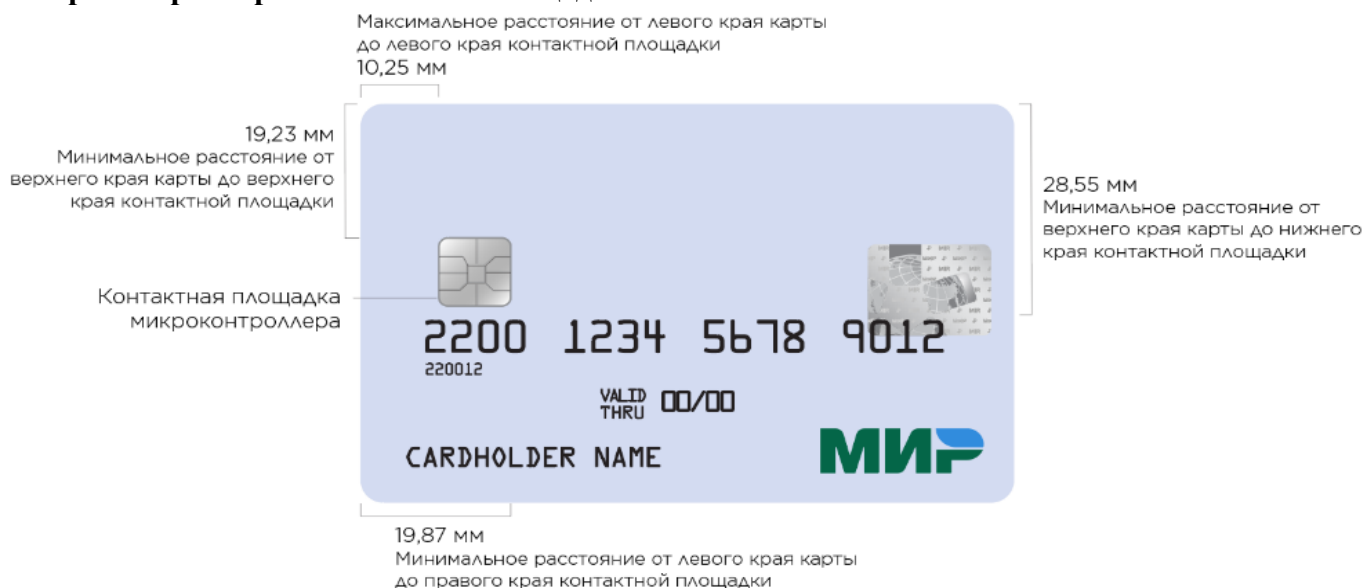 Максимальное расстояние от левого края карты
до левого края контактной площадки
10,25 мм
19,23 мм
Минимальное расстояние от
верхнего края карты до верхнего
края контактной площадки
28,55 мм
Минимальное расстояние от
верхнего края карты до нижнего
края контактной площадки
Контактная площадка
микроконтроллера
2200 1234 5678 9012
220012
VALID
THRU 00/00
CARDHOLDER NAME
МИР
19,87 мм
Минимальное расстояние от левого края карты
до правого края контактной площадки